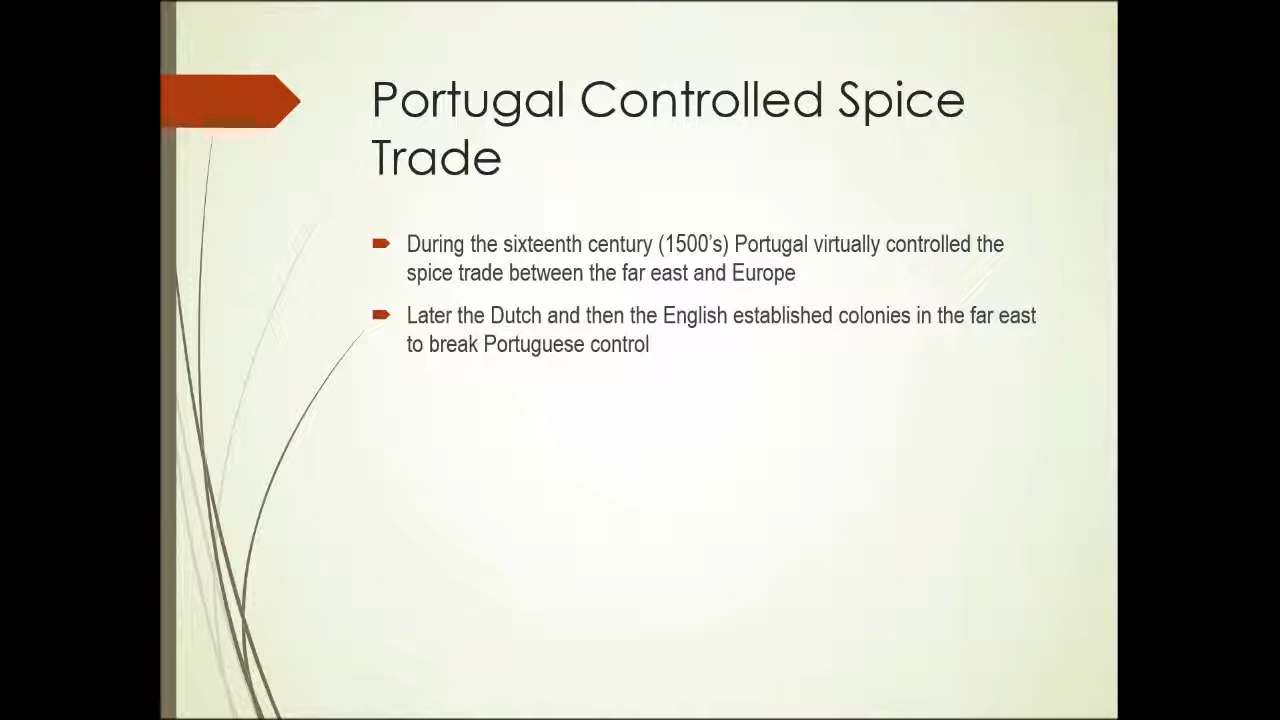 Portugal Controlled Spice
Trade
During the sixteenth century (1500’s) Portugal virtually controlled the
spice trade between the far east and Europe
Later the Dutch and then the English established colonies in the far east
to break Portuguese control